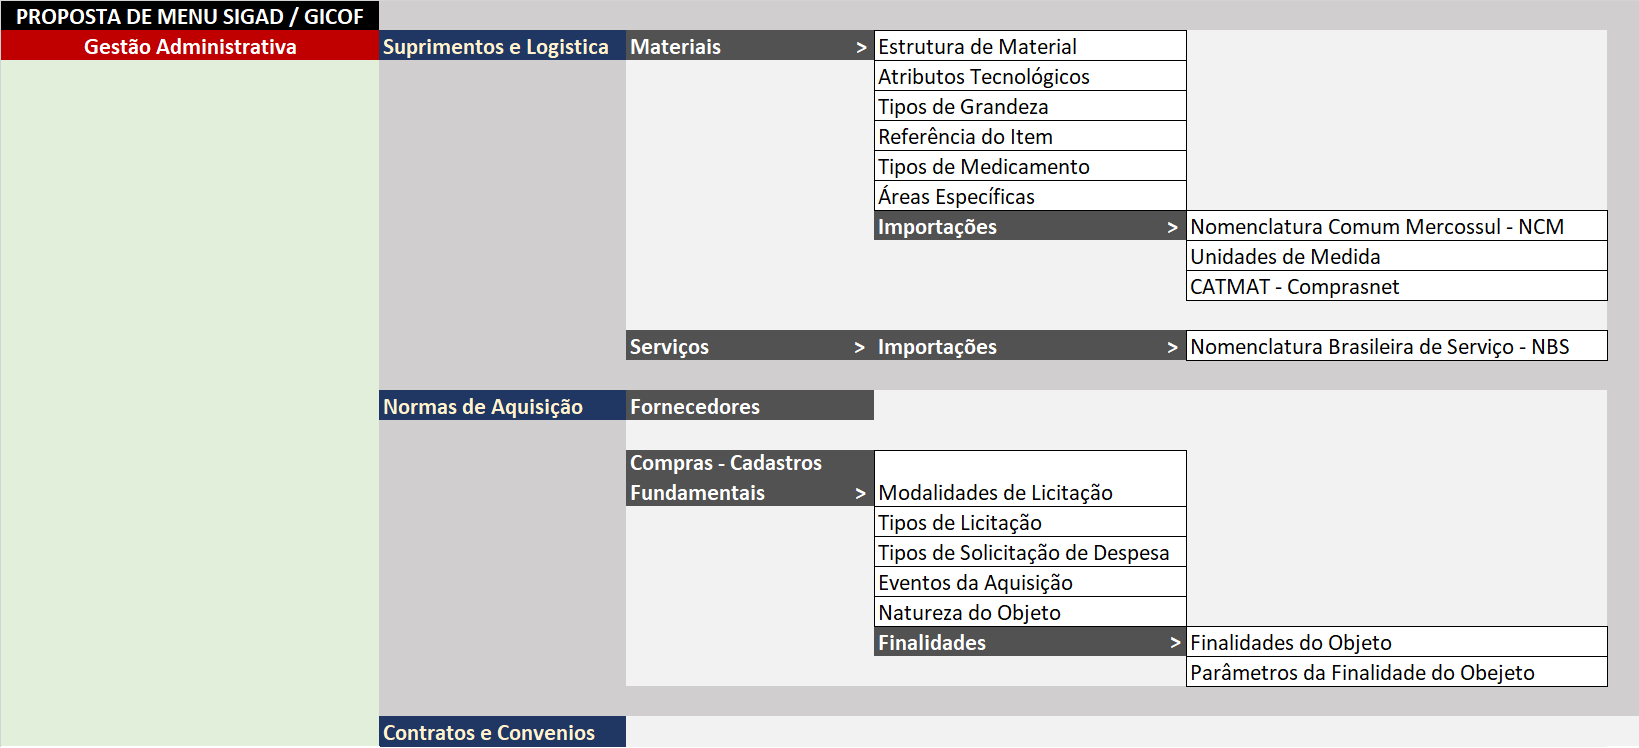 PROPOSTA DE MENU SIGAD / GICOF
Gestão Administrativa
Suprimentos e Logistica
Materiais >
Estrutura de Material
Atributos Tecnológicos
Tipos de Grandeza
Referência do Item
Tipos de Medicamento
Áreas Específicas
Importações >
Nomenclatura Comum Mercossul - NCM
Unidades de Medida
CATMAT - Comprasnet
Serviços >
Importações >
Nomenclatura Brasileira de Serviço - NBS
Normas de Aquisição
Fornecedores
Compras - Cadastros
Fundamentais >
Modalidades de Licitação
Tipos de Licitação
Tipos de Solicitação de Despesa
Eventos da Aquisição
Natureza do Objeto
Finalidades >
Finalidades do Objeto
Parâmetros da Finalidade do Obejeto
Contratos e Convenios